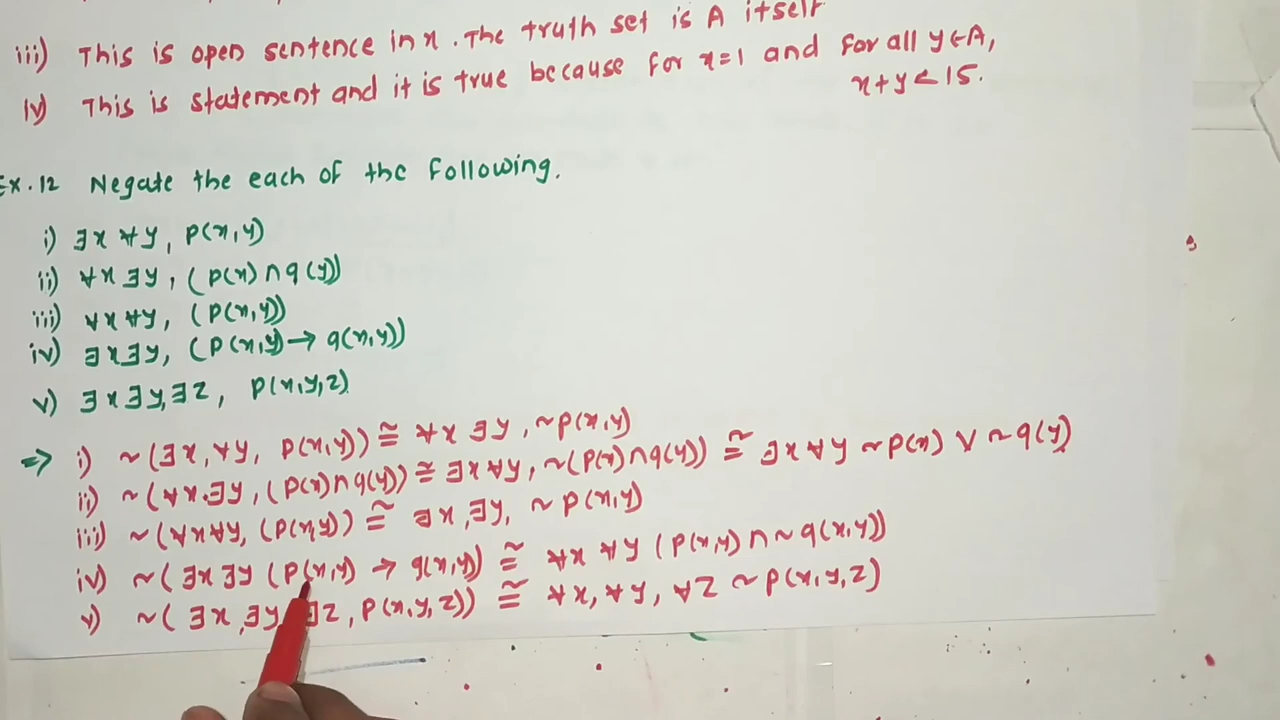 iii) This is open sentence in x. The truth set is A itself
iv) This is statement and it is true because for x=1 and for all y∈A,
x+y<15.
Ex.12 Negate the each of the following.
i) ∃x ∀y, p(x,y)
ii) ∀x ∃y, (p(x)∩q(y))
iii) ∀x ∀y, (p(x,y))
iv) ∃x∃y, (p(x,y)→ q(x,y))
v) ∃x∃y,∃z, p(x,y,z)
⇒ i) ~(∃x, ∀y, p(x,y)) ≅ ∀x ∃y, ~p(x,y)
ii) ~(∀x.∃y, (p(x)∩q(y)) ≅ ∃x ∀y, ~(p(x)∩q(y)) ≅ ∃x ∀y ~p(x) ∨ ~q(y)
iii) ~(∀x∀y, (p(x,y)) ≅ ∃x, ∃y, ~ p(x,y)
iv) ~(∃x ∃y (p(x,y) → q(x,y)) ≅ ∀x ∀y (p(x,y) ∩ ~ q(x,y))
v) ~(∃x, ∃y, ∃z, p(x,y,z)) ≅ ∀x, ∀y, ∀z ~p(x,y,z)